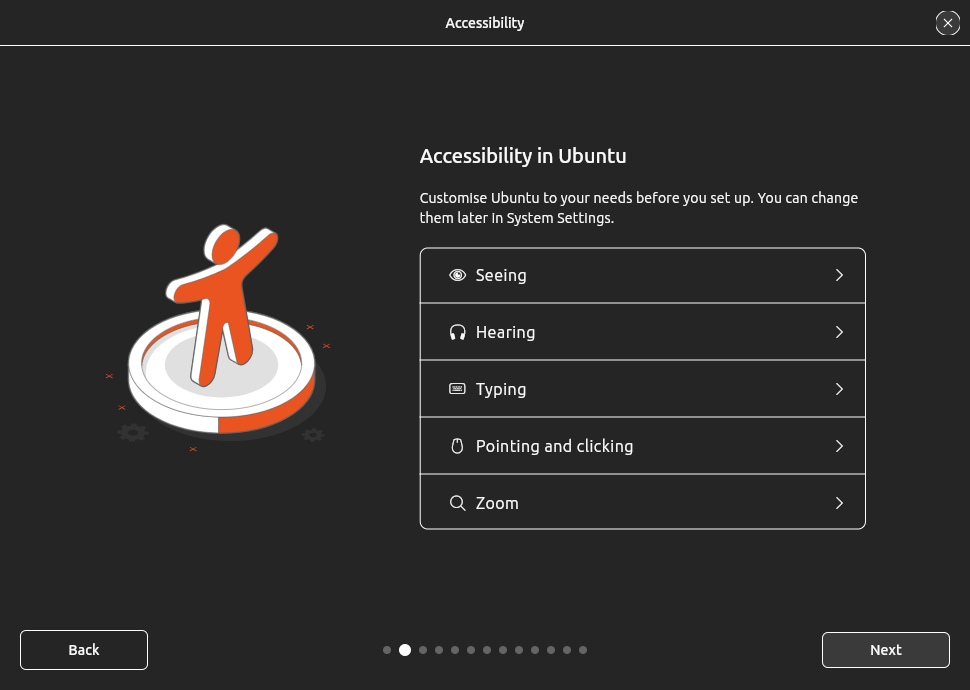 Accessibility
Accessibility in Ubuntu
Customise Ubuntu to your needs before you set up. You can change
them later in System Settings.
Seeing
Hearing
Typing
Pointing and clicking
Zoom
Back
Next